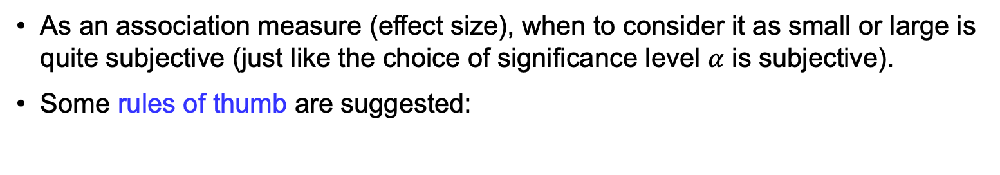 • As an association measure (effect size), when to consider it as small or large is
quite subjective (just like the choice of significance level α is subjective).
• Some rules of thumb are suggested: